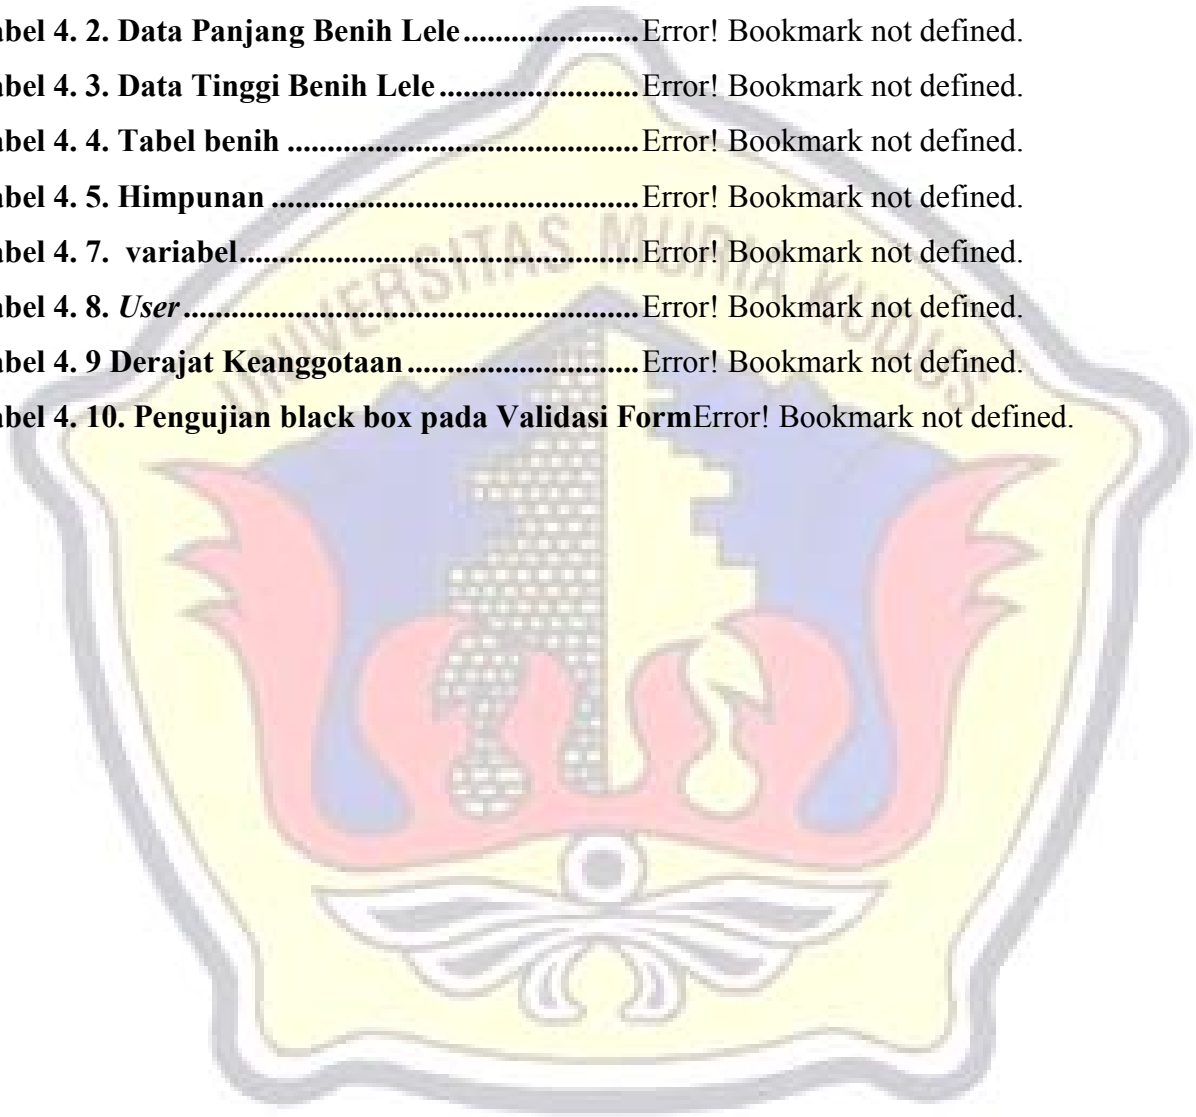 abel 4. 2. Data Panjang Benih Lele.....................Error! Bookmark not defined.
abel 4. 3. Data Tinggi Benih Lele........................Error! Bookmark not defined.
abel 4. 4. Tabel benih ..........................................Error! Bookmark not defined.
abel 4. 5. Himpunan ............................................Error! Bookmark not defined.
abel 4. 7.  variabel................................................Error! Bookmark not defined.
abel 4. 8. User.......................................................Error! Bookmark not defined.
abel 4. 9 Derajat Keanggotaan............................Error! Bookmark not defined.
abel 4. 10. Pengujian black box pada Validasi FormError! Bookmark not defined.
UNIVERSITAS MURIA KUDUS